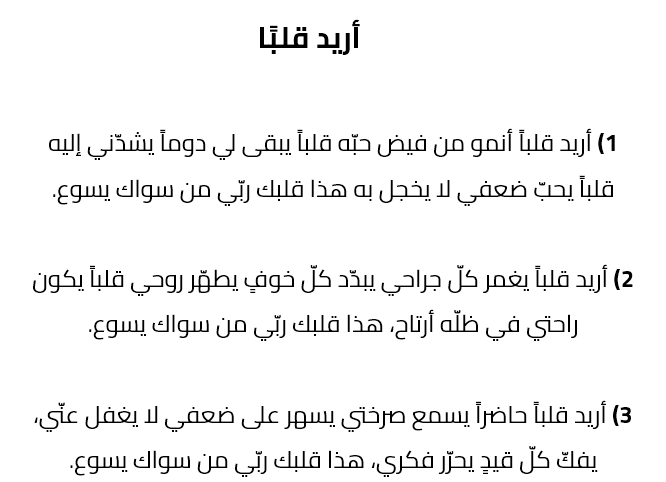 أريد قلبًا
1) أريد قلباً أنمو من فيض حبّه قلباً يبقى لي دوماً يشدّني إليه
قلباً يحبّ ضعفي لا يخجل به هذا قلبك ربّي من سواك يسوع.
2) أريد قلباً يغمر كلّ جراحي يبدّد كلّ خوفٍ يطهّر روحي قلباً يكون
راحتي في ظلّه أرتاح، هذا قلبك ربّي من سواك يسوع.
3) أريد قلباً حاضراً يسمع صرختي يسهر على ضعفي لا يغفل عنّي،
يفكّ كلّ قيدٍ يحرّر فكري، هذا قلبك ربّي من سواك يسوع.